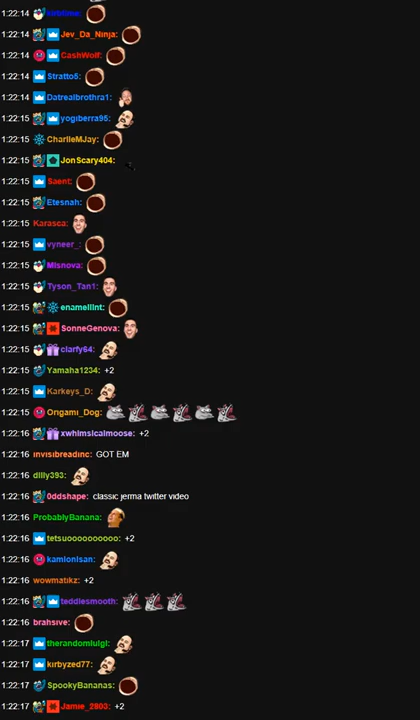 1:22:14
1:22:14 Jev_Da_Ninja:
1:22:14 CashWolf:
1:22:14 Stratto5:
1:22:14 Datrealbrothra1:
1:22:15 yogiberra95:
1:22:15 CharlieMJay:
1:22:15 JonScary404:
1:22:15 Saent:
1:22:15 Etesnah:
1:22:15 Karasca:
1:22:15 vyneer_:
1:22:15 Misnova:
1:22:15 Tyson_Tan1:
1:22:15 enamelint:
1:22:15 SonneGenova:
1:22:15 clarfy64:
1:22:15 Yamaha1234: +2
1:22:15 Karkeys_D:
1:22:15 Origami_Dog:
1:22:16 xwhimsicalmoose: +2
1:22:16 invisibreadinc: GOT EM
1:22:16 dilly393:
1:22:16 0ddshape: classic jerma twitter video
1:22:16 ProbablyBanana:
1:22:16 tetsuoooooooooo: +2
1:22:16 kamionisan:
1:22:16 wowmatikz: +2
1:22:16 teddiesmooth:
1:22:16 brahsive:
1:22:17 therandomluigi:
1:22:17 kirbyzed77:
1:22:17 SpookyBananas:
1:22:17 Jamie_2803: +2